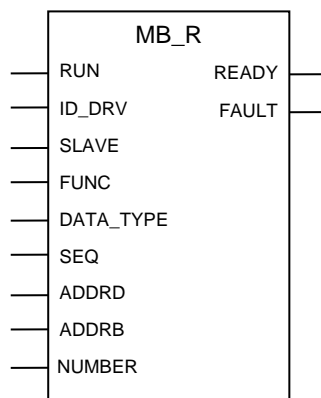 MB_R
RUN READY
ID_DRV FAULT
SLAVE
FUNC
DATA_TYPE
SEQ
ADDRD
ADDRB
NUMBER